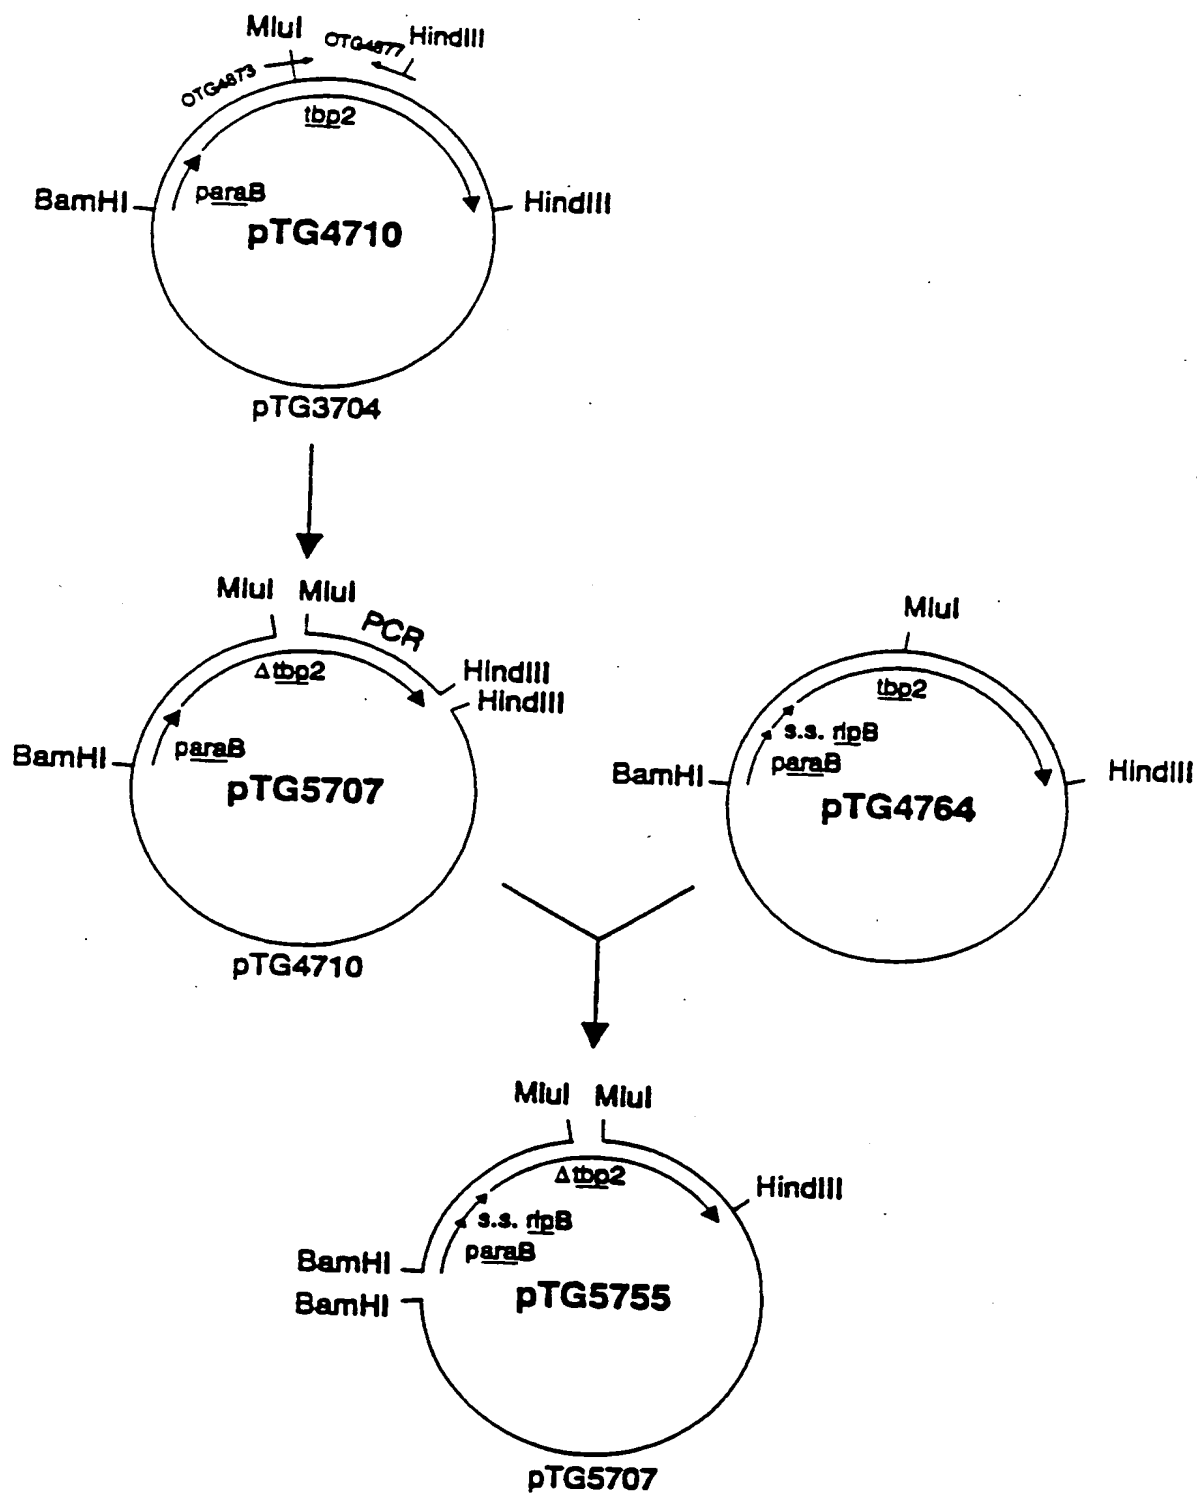 MluI
OTG4877
HindIII
OTG4873
tbp2
BamHI
paraB
HindIII
pTG4710
pTG3704
MluI MluI
PCR
Δtbp2
HindIII
HindIII
BamHI
paraB
pTG5707
pTG4710
MluI
tbp2
s.s. rlpB
paraB
BamHI
HindIII
pTG4764
MluI MluI
Δtbp2
HindIII
s.s. rlpB
paraB
BamHI
BamHI
pTG5755
pTG5707